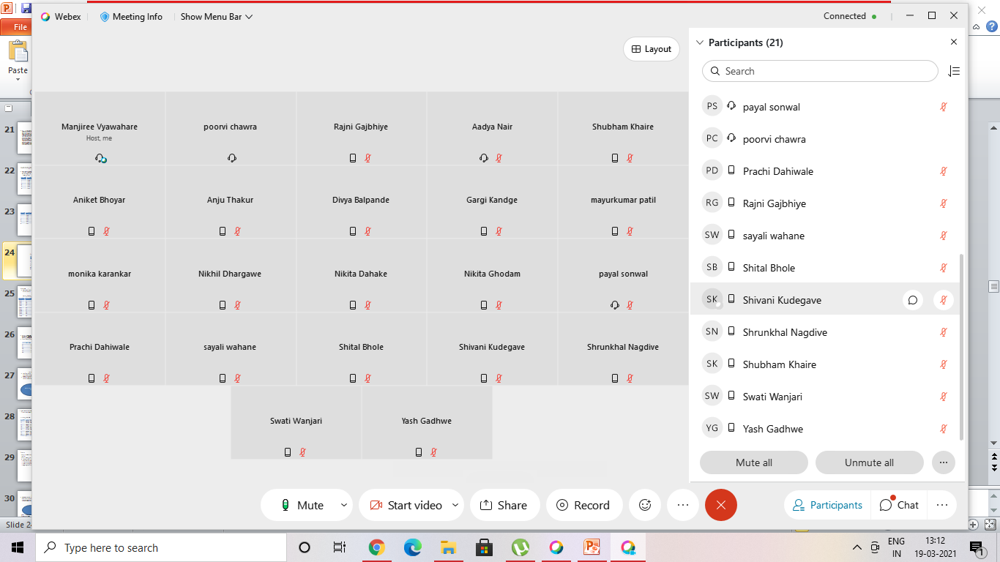 Webex
Meeting Info
Show Menu Bar
Connected
File
Paste
Layout
Participants (21)
Search
Manjiree Vyawahare
Host, me
poorvi chawra
Rajni Gajbhiye
Aadya Nair
Shubham Khaire
Aniket Bhoyar
Anju Thakur
Divya Balpande
Gargi Kandge
mayurkumar patil
monika karankar
Nikhil Dhargawe
Nikita Dahake
Nikita Ghodam
payal sonwal
Prachi Dahiwale
sayali wahane
Shital Bhole
Shivani Kudegave
Shrunkhal Nagdive
Swati Wanjari
Yash Gadhwe
PS payal sonwal
PC poorvi chawra
PD Prachi Dahiwale
RG Rajni Gajbhiye
SW sayali wahane
SB Shital Bhole
SK Shivani Kudegave
SN Shrunkhal Nagdive
SK Shubham Khaire
SW Swati Wanjari
YG Yash Gadhwe
Mute all
Unmute all
21
22
23
24
25
26
27
28
29
30
Mute
Start video
Share
Record
Participants
Chat
Slide 24
Type here to search
ENG
IN
13:12
19-03-2021
1